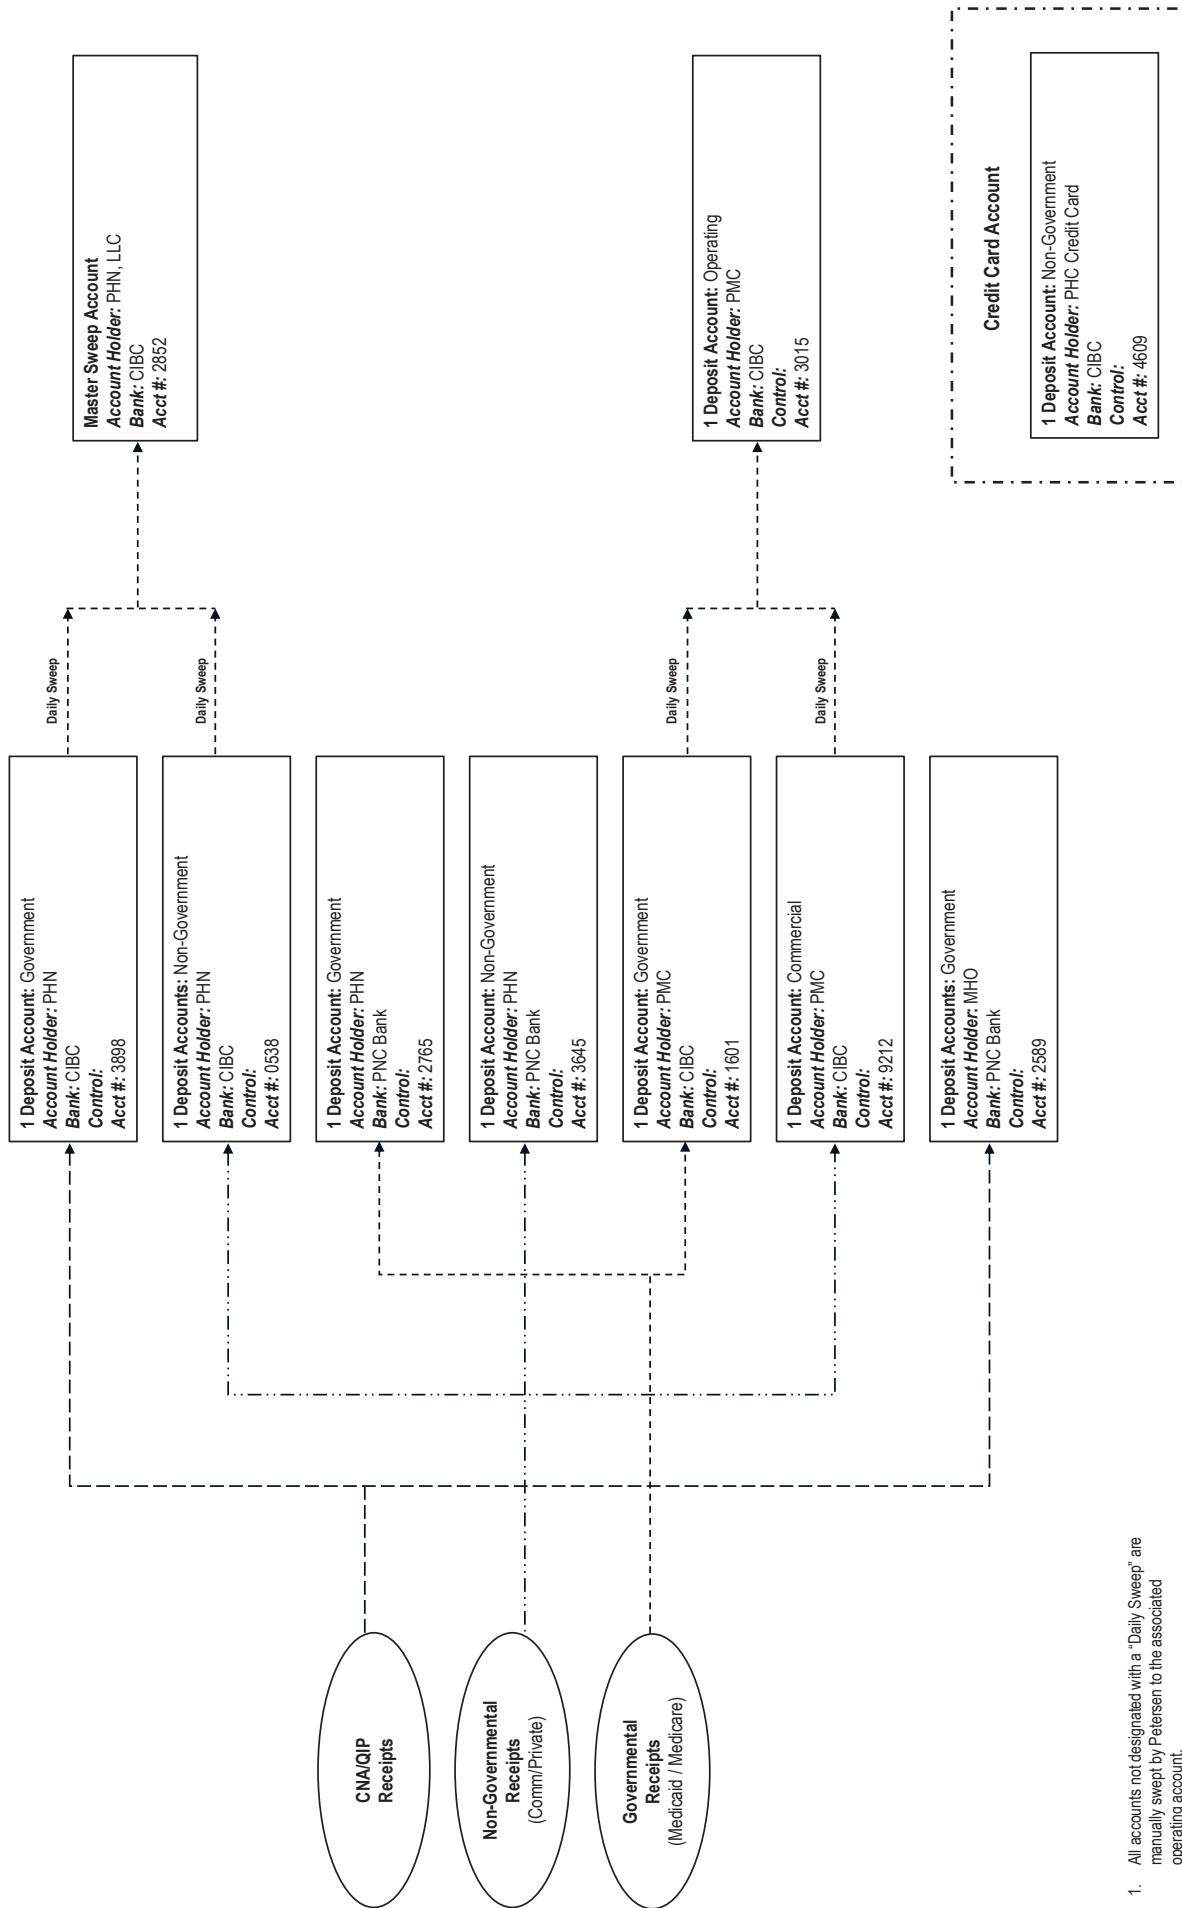 CNA/QIP
Receipts
Non-Governmental
Receipts
(Comm/Private)
Governmental
Receipts
(Medicaid / Medicare)
1 Deposit Account: Government
Account Holder: PHN
Bank: CIBC
Control:
Acct #: 3898
1 Deposit Accounts: Non-Government
Account Holder: PHN
Bank: CIBC
Control:
Acct #: 0538
1 Deposit Account: Government
Account Holder: PHN
Bank: PNC Bank
Control:
Acct #: 2765
1 Deposit Account: Non-Government
Account Holder: PHN
Bank: PNC Bank
Control:
Acct #: 3645
1 Deposit Account: Government
Account Holder: PMC
Bank: CIBC
Control:
Acct #: 1601
1 Deposit Account: Commercial
Account Holder: PMC
Bank: CIBC
Control:
Acct #: 9212
1 Deposit Accounts: Government
Account Holder: MHO
Bank: PNC Bank
Control:
Acct #: 2589
Daily Sweep
Daily Sweep
Daily Sweep
Daily Sweep
Master Sweep Account
Account Holder: PHN, LLC
Bank: CIBC
Acct #: 2852
1 Deposit Account: Operating
Account Holder: PMC
Bank: CIBC
Control:
Acct #: 3015
Credit Card Account
1 Deposit Account: Non-Government
Account Holder: PHC Credit Card
Bank: CIBC
Control:
Acct #: 4609
1. All accounts not designated with a “Daily Sweep” are
manually swept by Petersen to the associated
operating account.